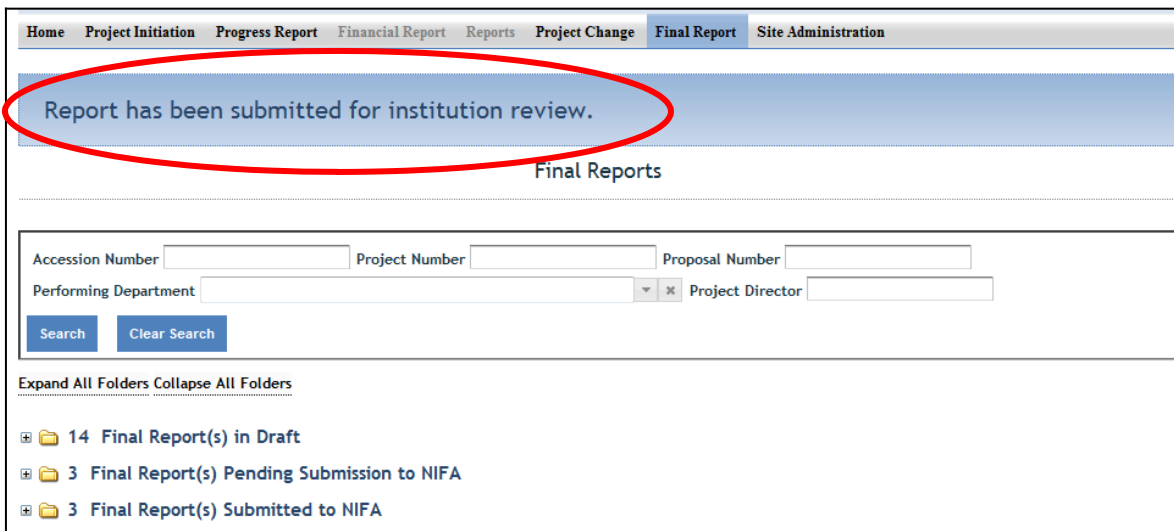 Home Project Initiation Progress Report Financial Report Reports Project Change Final Report Site Administration
Report has been submitted for institution review.
Final Reports
Accession Number Project Number Proposal Number
Performing Department Project Director
Search Clear Search
Expand All Folders Collapse All Folders
14 Final Report(s) in Draft
3 Final Report(s) Pending Submission to NIFA
3 Final Report(s) Submitted to NIFA